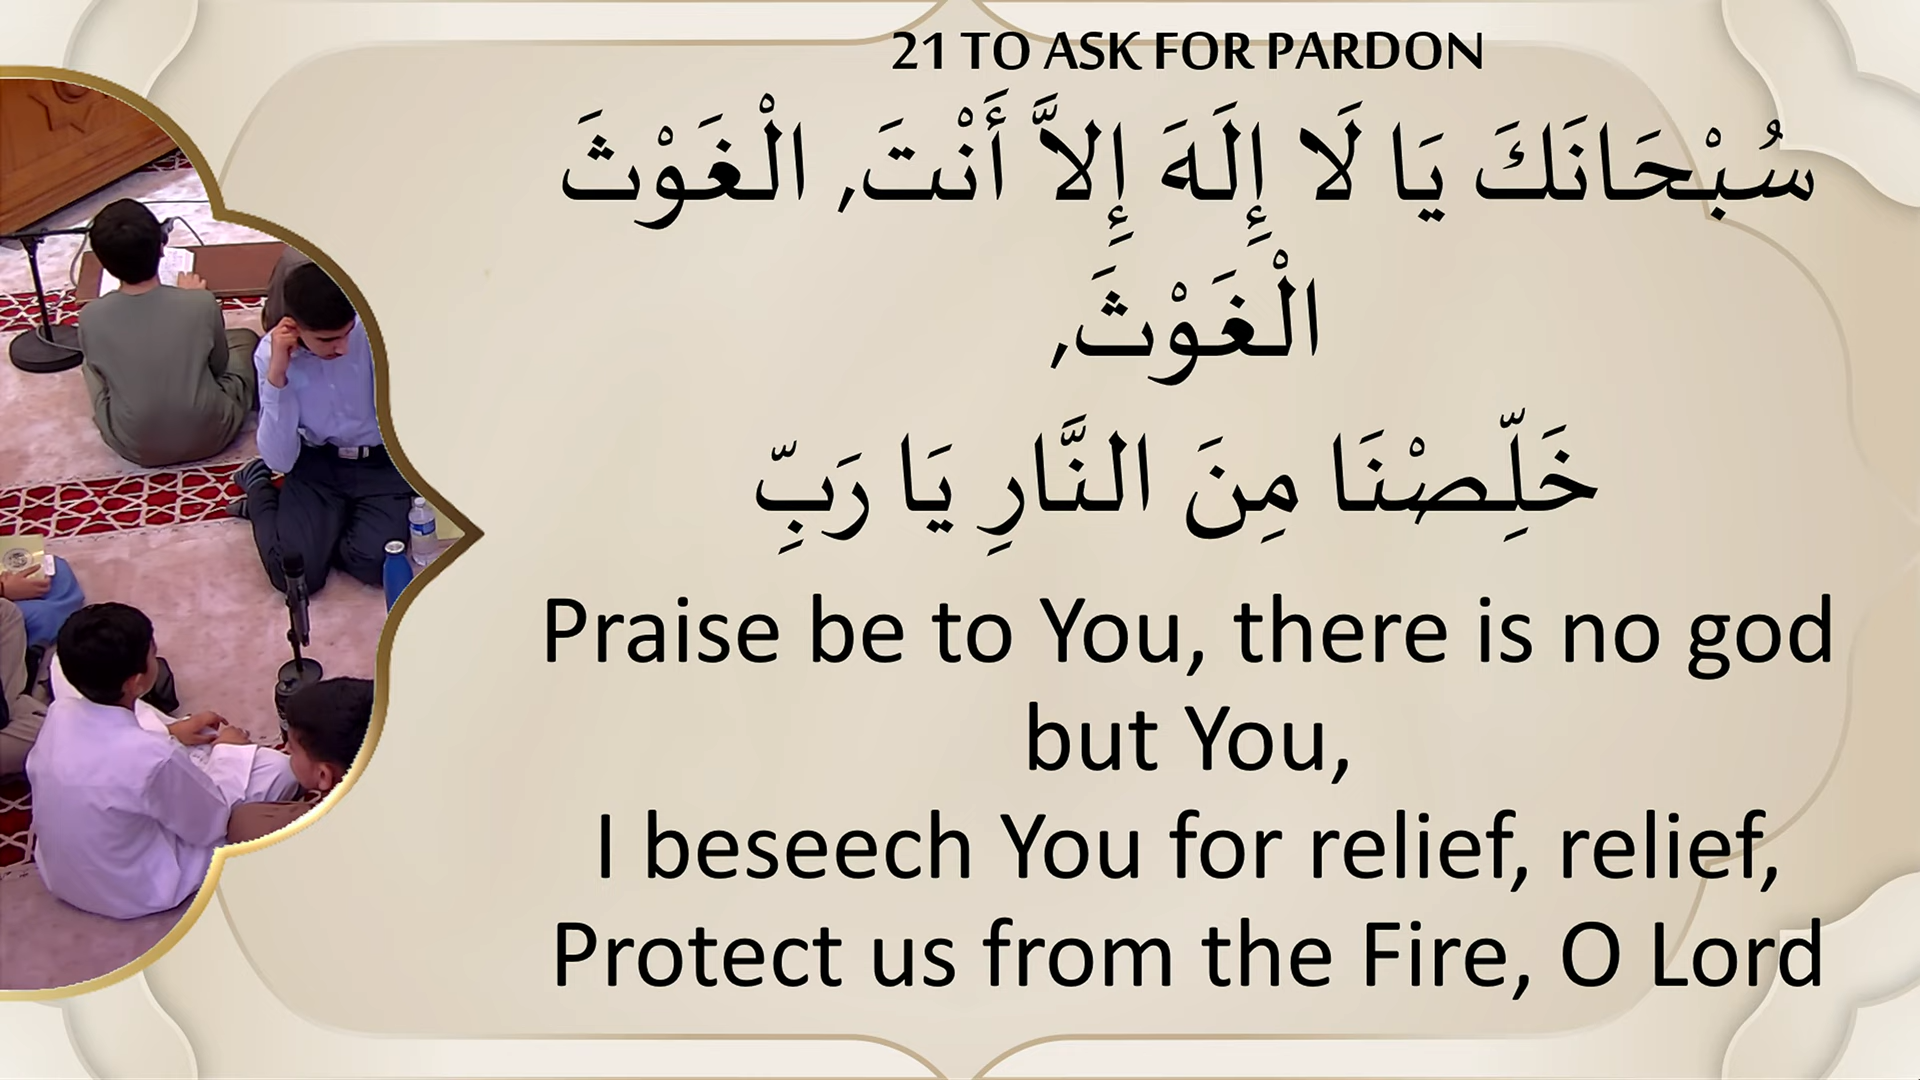 21 TO ASK FOR PARDON
سُبْحَانَكَ يَا لَا إِلَهَ إِلاَّ أَنْتَ, الْغَوْثَ
الْغَوْثَ,
خَلِّصْنَا مِنَ النَّارِ يَا رَبِّ
Praise be to You, there is no god
but You,
I beseech You for relief, relief,
Protect us from the Fire, O Lord